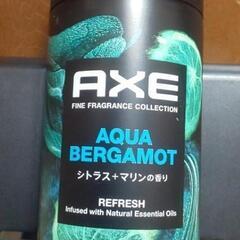 AXE
FINE FRAGRANCE COLLECTION
AQUA
BERGAMOT
シトラス+マリンの香り
REFRESH
Infused with Natural Essential Oils